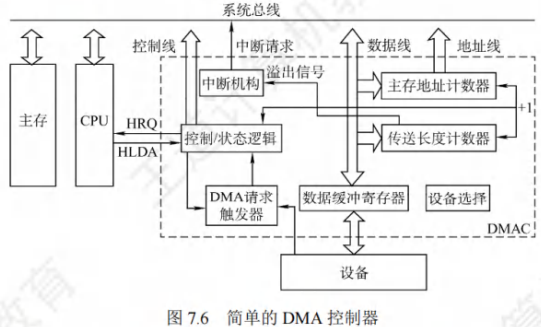 系统总线
控制线
中断请求
数据线
地址线
中断机构
溢出信号
主存地址计数器
+1
主存
CPU
HRQ
HLDA
控制/状态逻辑
传送长度计数器
DMA请求
触发器
数据缓冲寄存器
设备选择
DMAC
设备
图 7.6 简单的 DMA 控制器